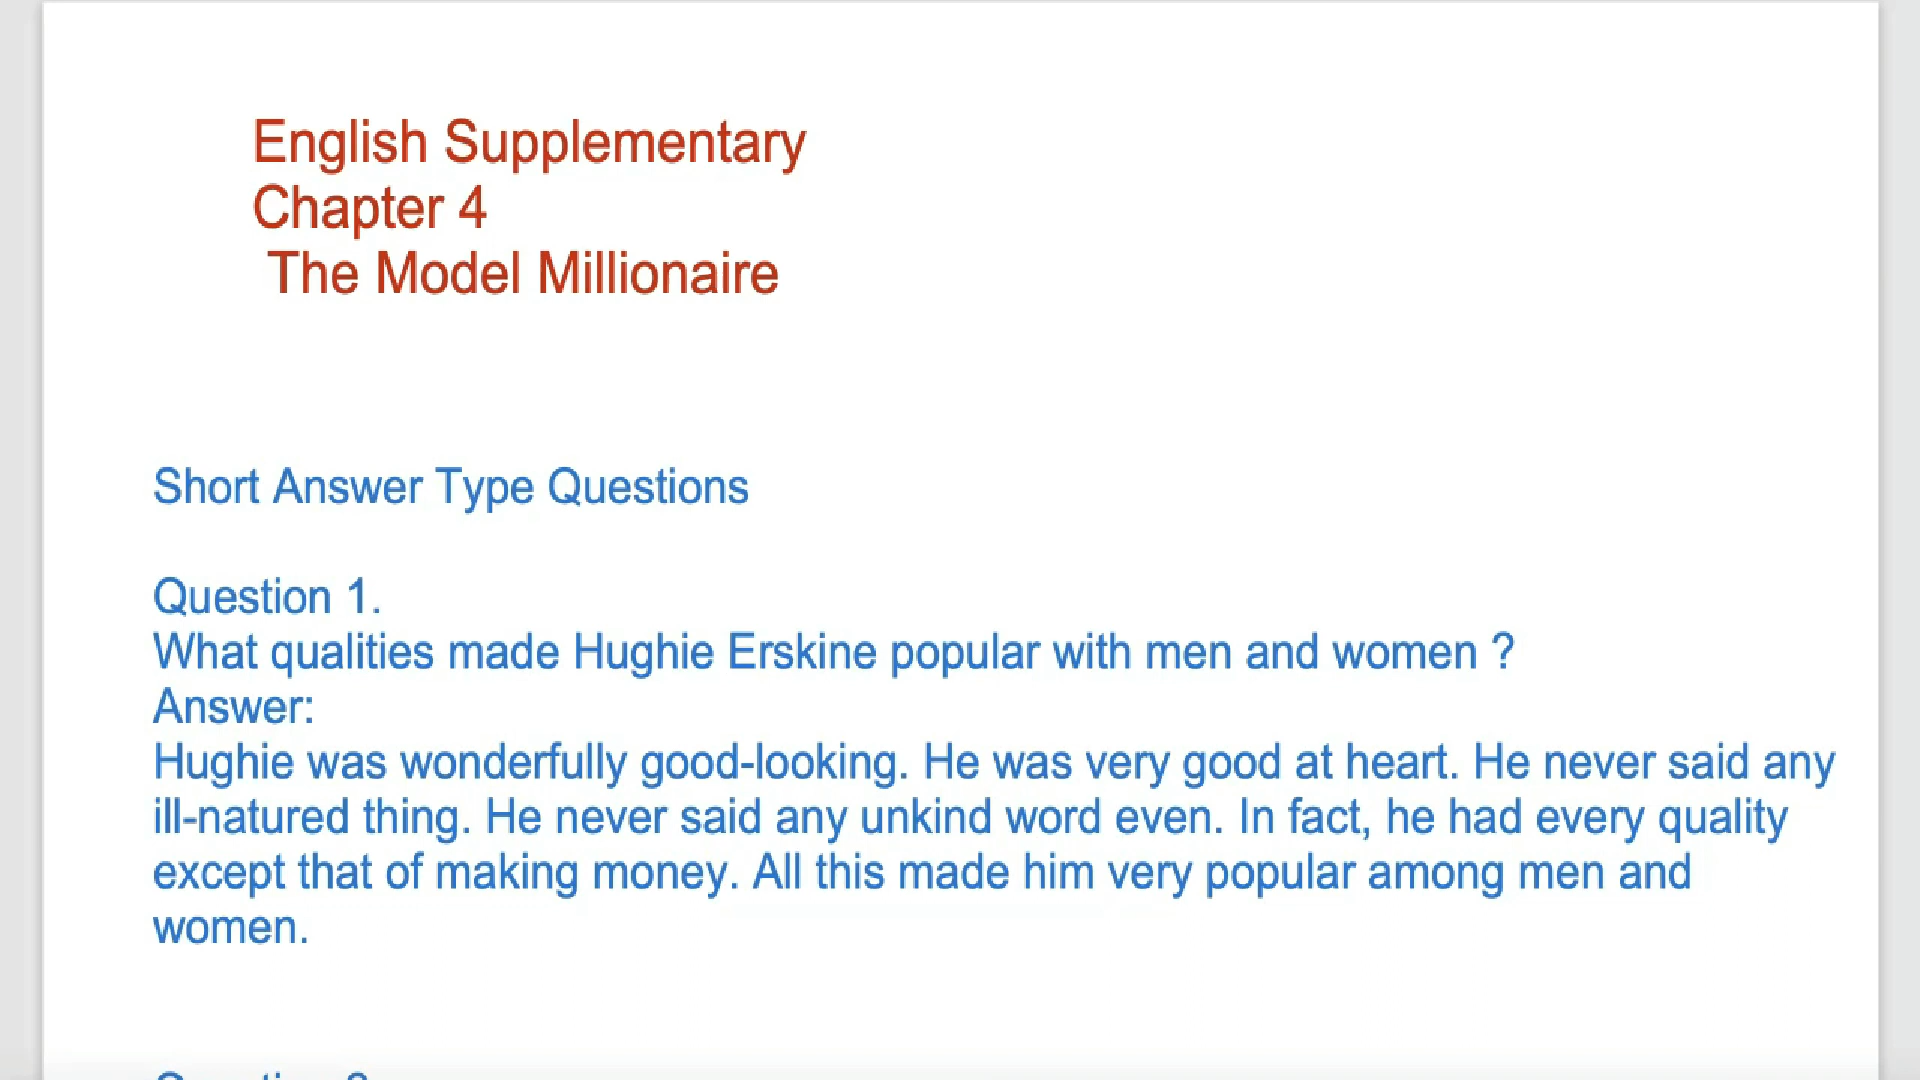 English Supplementary
Chapter 4
The Model Millionaire
Short Answer Type Questions
Question 1.
What qualities made Hughie Erskine popular with men and women ?
Answer:
Hughie was wonderfully good-looking. He was very good at heart. He never said any
ill-natured thing. He never said any unkind word even. In fact, he had every quality
except that of making money. All this made him very popular among men and
women.